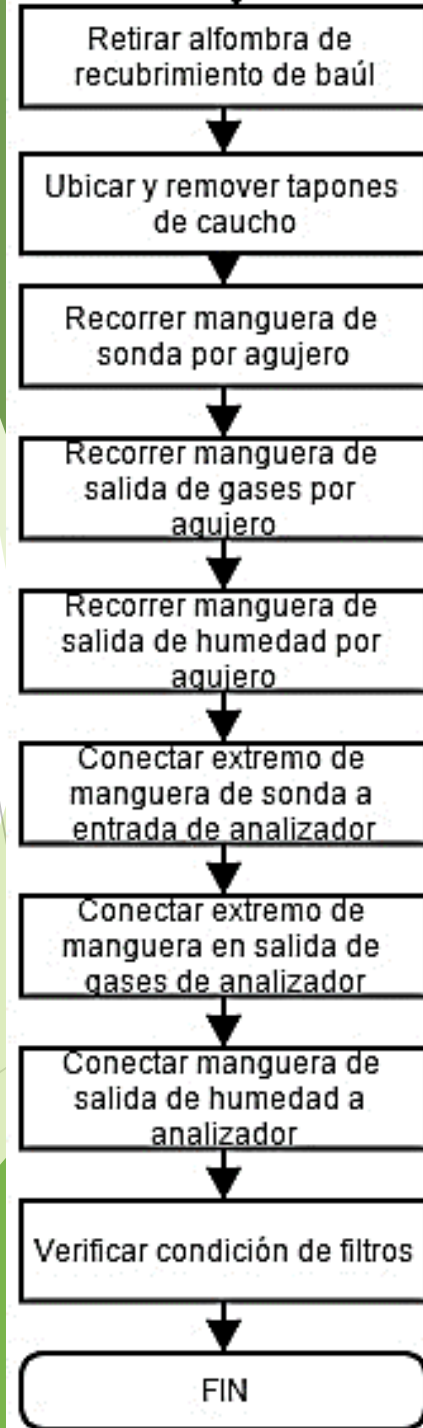 Retirar alfombra de
recubrimiento de baúl
Ubicar y remover tapones
de caucho
Recorrer manguera de
sonda por agujero
Recorrer manguera de
salida de gases por
agujero
Recorrer manguera de
salida de humedad por
agujero
Conectar extremo de
manguera de sonda a
entrada de analizador
Conectar extremo de
manguera en salida de
gases de analizador
Conectar manguera de
salida de humedad a
analizador
Verificar condición de filtros
FIN